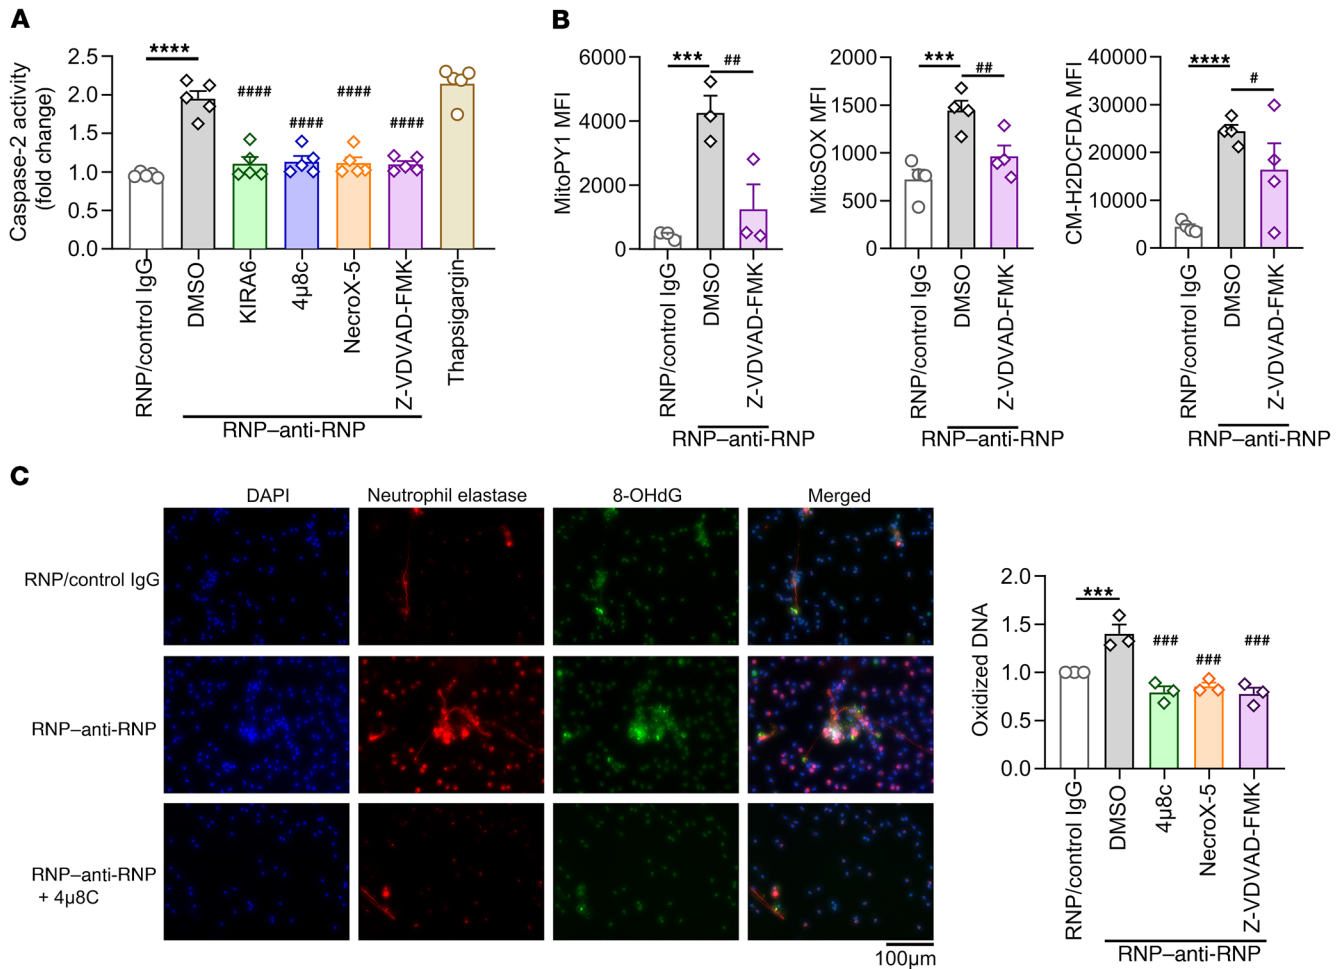 A
Caspase-2 activity
(fold change)
2.5
2.0
1.5
1.0
0.5
0.0
****
####
####
####
####
RNP/control IgG
DMSO
KIRA6
4µ8c
NecroX-5
Z-VDVAD-FMK
Thapsigargin
RNP–anti-RNP
B
MitoPY1 MFI
6000
4000
2000
0
***
##
RNP/control IgG
DMSO
Z-VDVAD-FMK
RNP–anti-RNP
MitoSOX MFI
2000
1500
1000
500
0
***
##
RNP/control IgG
DMSO
Z-VDVAD-FMK
RNP–anti-RNP
CM-H2DCFDA MFI
40000
30000
20000
10000
0
****
#
RNP/control IgG
DMSO
Z-VDVAD-FMK
RNP–anti-RNP
C
DAPI
Neutrophil elastase
8-OHdG
Merged
RNP/control IgG
RNP–anti-RNP
RNP–anti-RNP
+ 4µ8C
100µm
Oxidized DNA
2.0
1.5
1.0
0.5
0.0
***
###
###
###
RNP/control IgG
DMSO
4µ8c
NecroX-5
Z-VDVAD-FMK
RNP–anti-RNP